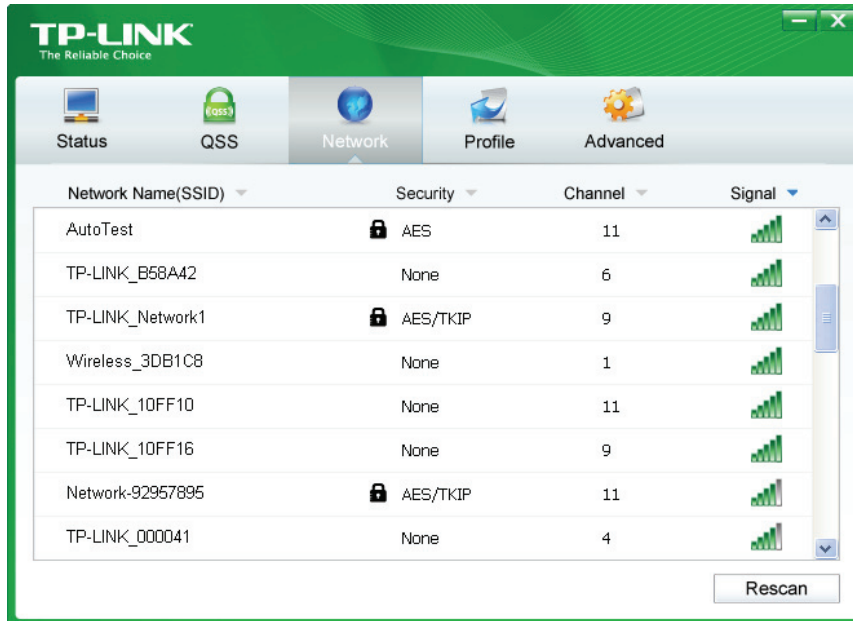 TP-LINK
The Reliable Choice
QSS
Status QSS Network Profile Advanced
Network Name(SSID) Security Channel Signal
AutoTest AES 11
TP-LINK_B58A42 None 6
TP-LINK_Network1 AES/TKIP 9
Wireless_3DB1C8 None 1
TP-LINK_10FF10 None 11
TP-LINK_10FF16 None 9
Network-92957895 AES/TKIP 11
TP-LINK_000041 None 4
Rescan